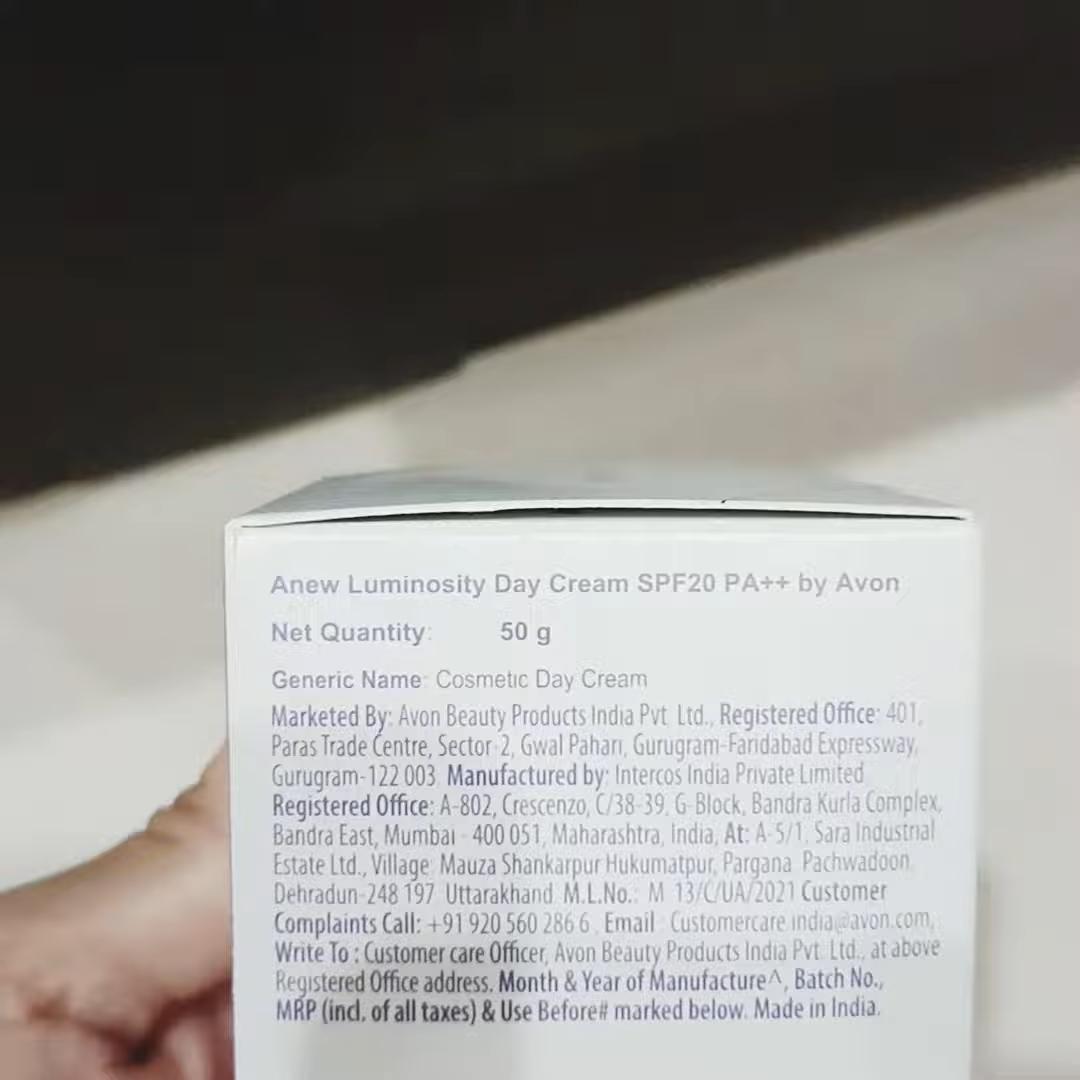 Anew Luminosity Day Cream SPF20 PA++ by Avon
Net Quantity: 50 g
Generic Name: Cosmetic Day Cream
Marketed By: Avon Beauty Products India Pvt. Ltd., Registered Office: 401,
Paras Trade Centre, Sector-2, Gwal Pahari, Gurugram-Faridabad Expressway,
Gurugram-122 003. Manufactured by: Intercos India Private Limited
Registered Office: A-802, Crescenzo, C/38-39, G-Block, Bandra Kurla Complex,
Bandra East, Mumbai - 400 051, Maharashtra, India, At: A-5/1, Sara Industrial
Estate Ltd., Village: Mauza Shankarpur Hukumatpur, Pargana: Pachwadoon,
Dehradun-248 197 Uttarakhand. M.L.No.: M 13/C/UA/2021 Customer
Complaints Call: +91 920 560 286 6, Email : Customercare.india@avon.com,
Write To : Customer care Officer, Avon Beauty Products India Pvt. Ltd., at above
Registered Office address. Month & Year of Manufacture^, Batch No.,
MRP (incl. of all taxes) & Use Before# marked below. Made in India.